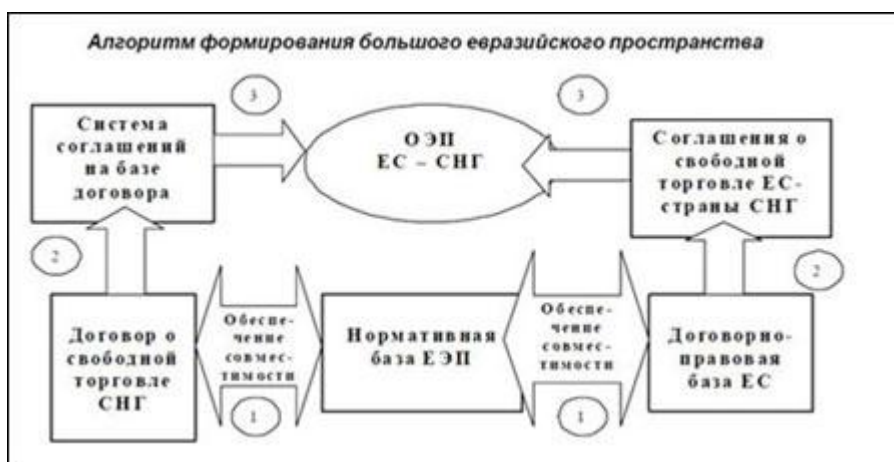 Алгоритм формирования большого евразийского пространства
3
3
Система
соглашений
на базе
договора
ОЭП
ЕС – СНГ
Соглашения о
свободной
торговле ЕС-
страны СНГ
2
2
Договор о
свободной
торговле
СНГ
Обеспе-
чение
совмес-
тимости
Нормативная
база ЕЭП
Обеспе-
чение
совмес-
тимости
Договорно-
правовая
база ЕС
1
1